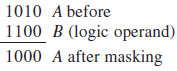 1010 A before
1100 B (logic operand)
1000 A after masking